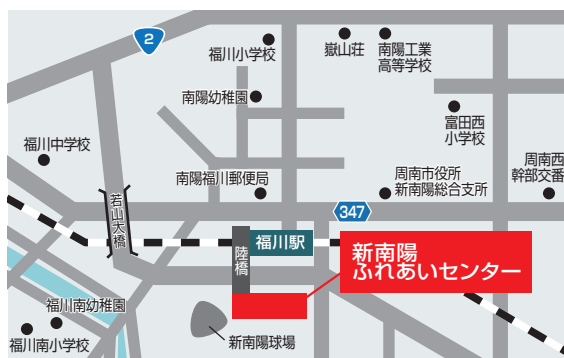 2
福川小学校
嶽山荘
南陽工業
高等学校
南陽幼稚園
富田西
小学校
福川中学校
周南西
幹部交番
南陽福川郵便局
周南市役所
新南陽総合支所
若山大橋
347
陸橋
福川駅
新南陽
ふれあいセンター
福川南幼稚園
福川南小学校
新南陽球場